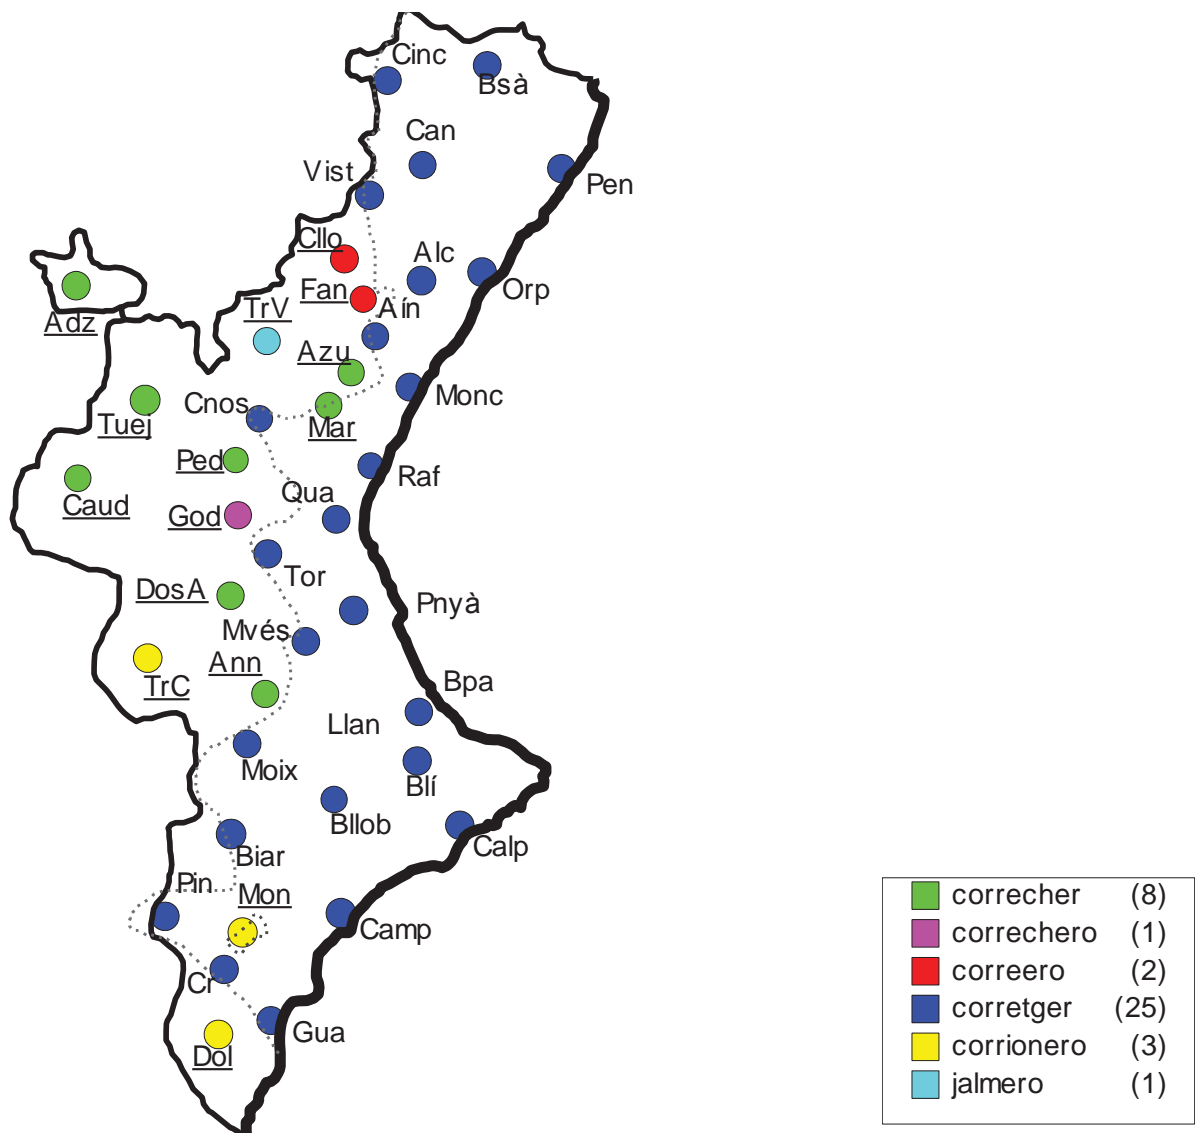 Cinc
Bsà
Can
Vist
Pen
Cllo
Alc
Fan
Orp
TrV
Aín
Adz
Azu
Monc
Cnos
Tuej
Mar
Ped
Raf
Caud
Qua
God
Tor
DosA
Pnyà
Mvés
Ann
TrC
Bpa
Llan
Moix
Blí
Bllob
Calp
Biar
Pin
Mon
Camp
Cr
Gua
Dol
correcher (8)
correchero (1)
correero (2)
corretger (25)
corrionero (3)
jalmero (1)